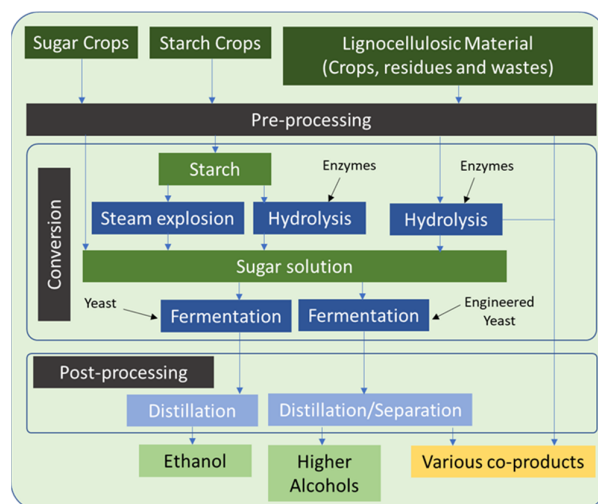 Sugar Crops
Starch Crops
Lignocellulosic Material
(Crops, residues and wastes)
Pre-processing
Conversion
Starch
Enzymes
Enzymes
Steam explosion
Hydrolysis
Hydrolysis
Sugar solution
Yeast
Fermentation
Fermentation
Engineered
Yeast
Post-processing
Distillation
Distillation/Separation
Ethanol
Higher
Alcohols
Various co-products